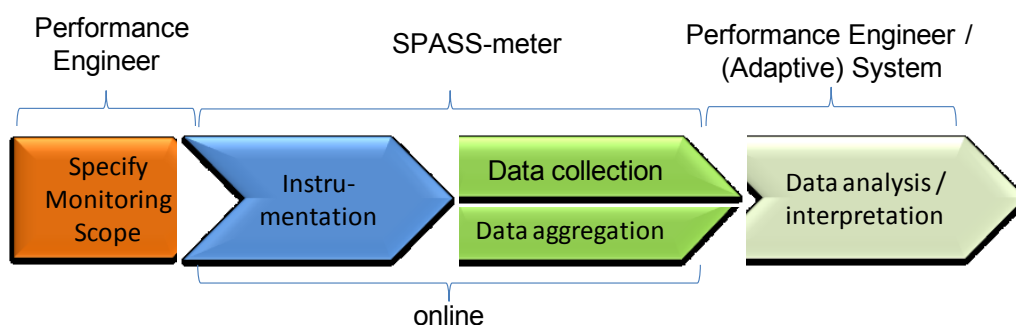 Performance
Engineer
SPASS-meter
Performance Engineer /
(Adaptive) System
Specify
Monitoring
Scope
Instru-
mentation
Data collection
Data aggregation
Data analysis /
interpretation
online